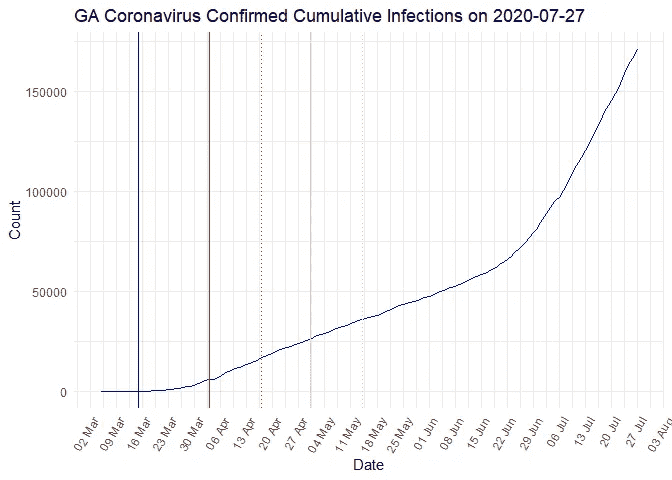 GA Coronavirus Confirmed Cumulative Infections on 2020-07-27
150000
100000
50000
0
Count
02 Mar
09 Mar
16 Mar
23 Mar
30 Mar
06 Apr
13 Apr
20 Apr
27 Apr
04 May
11 May
18 May
25 May
01 Jun
08 Jun
15 Jun
22 Jun
29 Jun
06 Jul
13 Jul
20 Jul
27 Jul
03 Aug
Date